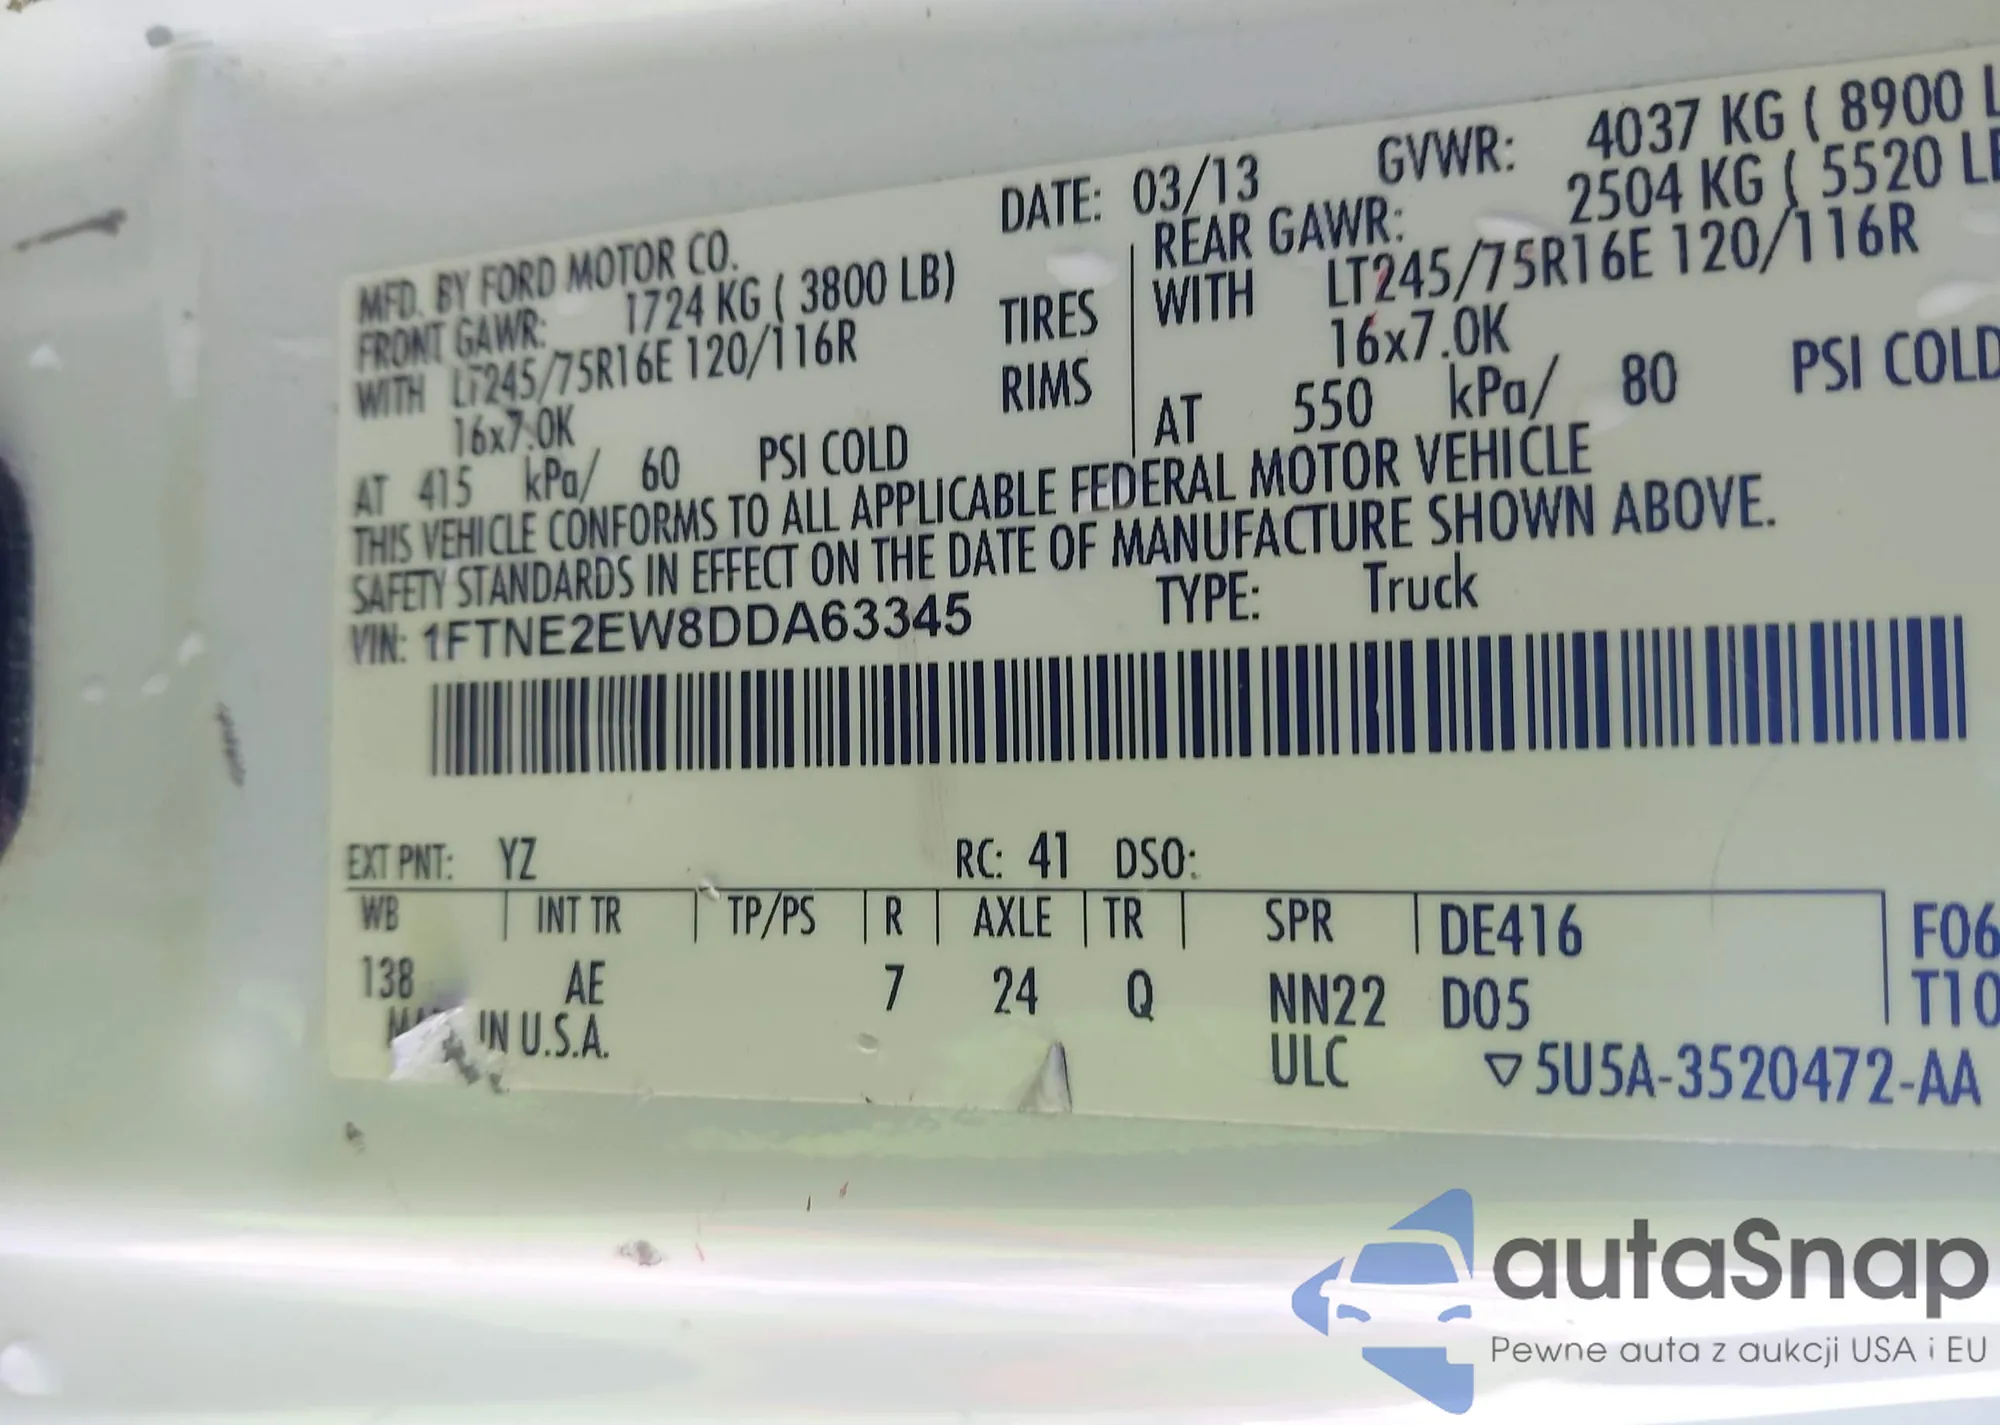 DATE: 03/13 GVWR: 4037 KG ( 8900 L
MFD. BY FORD MOTOR CO.
FRONT GAWR: 1724 KG ( 3800 LB)
WITH LT245/75R16E 120/116R
16x7.0K
AT 415 kPa/ 60 PSI COLD
TIRES
RIMS
REAR GAWR: 2504 KG ( 5520 LB
WITH LT245/75R16E 120/116R
16x7.0K
AT 550 kPa/ 80 PSI COLD
THIS VEHICLE CONFORMS TO ALL APPLICABLE FEDERAL MOTOR VEHICLE
SAFETY STANDARDS IN EFFECT ON THE DATE OF MANUFACTURE SHOWN ABOVE.
VIN: 1FTNE2EW8DDA63345 TYPE: Truck
EXT PNT: YZ RC: 41 DSO:
WB INT TR TP/PS R AXLE TR SPR DE416 F06
138 AE 7 24 Q NN22 D05 T10
IN U.S.A. ULC ▽5U5A-3520472-AA
autaSnap
Pewne auta z aukcji USA i EU